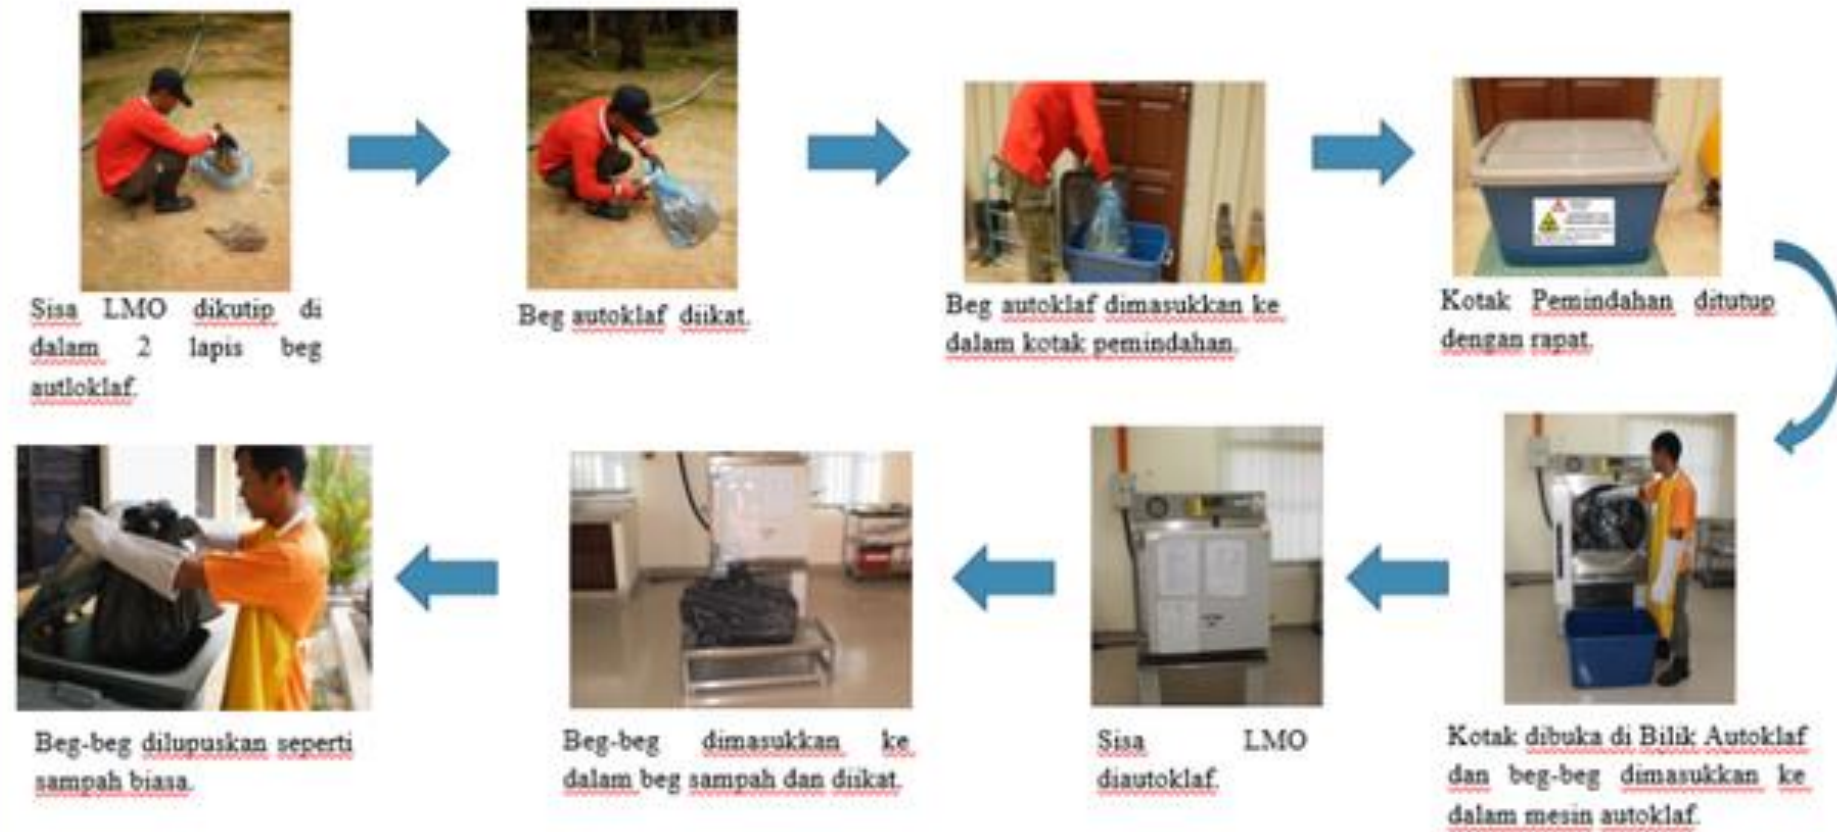 Sisa LMO dikutip di
dalam 2 lapis beg
autloklaf.
Beg autoklaf diikat.
Beg autoklaf dimasukkan ke
dalam kotak pemindahan.
Kotak Pemindahan ditutup
dengan rapat.
Kotak dibuka di Bilik Autoklaf
dan beg-beg dimasukkan ke
dalam mesin autoklaf.
Sisa LMO
diautoklaf.
Beg-beg dimasukkan ke
dalam beg sampah dan diikat.
Beg-beg dilupuskan seperti
sampah biasa.